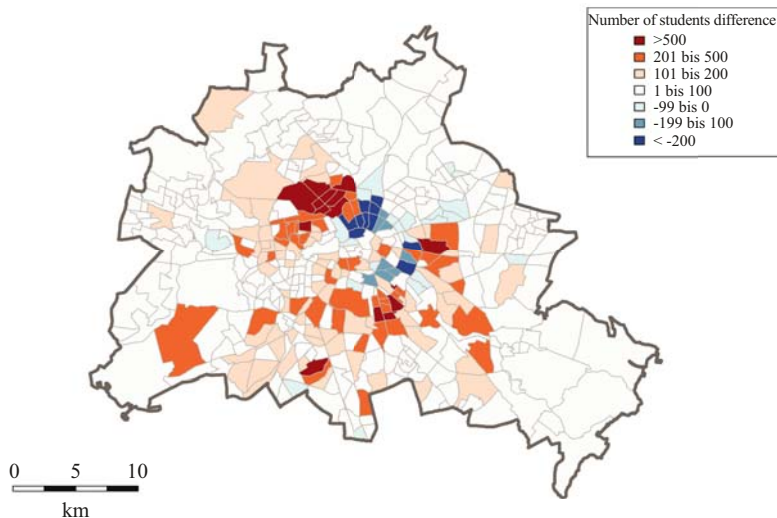 Number of students difference
>500
201 bis 500
101 bis 200
1 bis 100
-99 bis 0
-199 bis 100
< -200
0 5 10
km